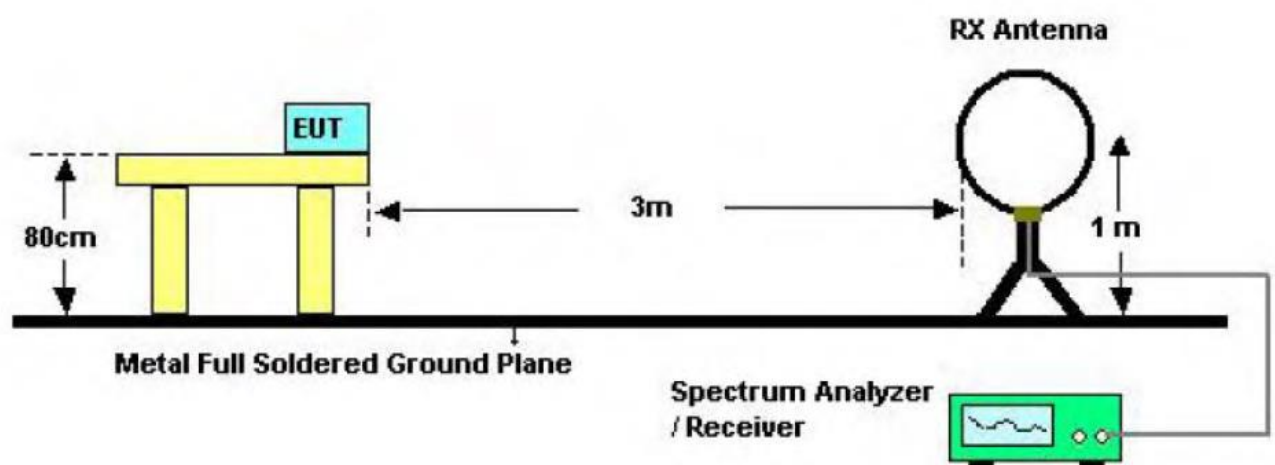 RX Antenna
EUT
80cm
3m
1 m
Metal Full Soldered Ground Plane
Spectrum Analyzer
/ Receiver